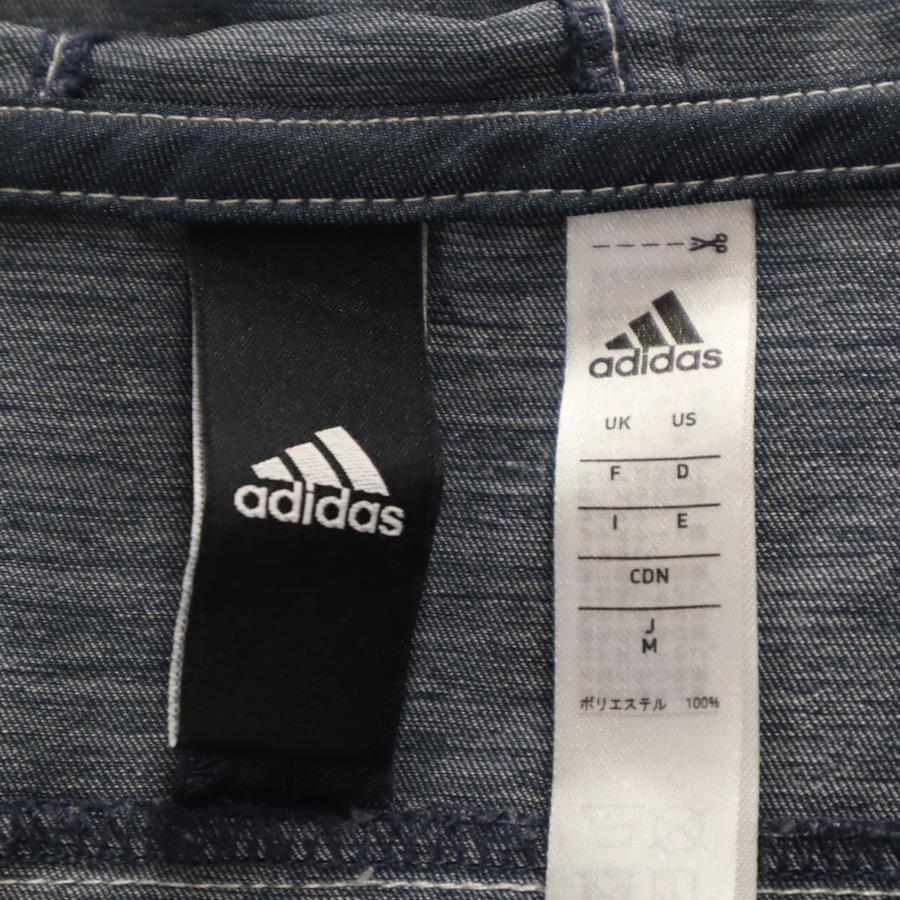 adidas
adidas
UK US
F D
I E
CDN
J
M
ポリエステル 100%